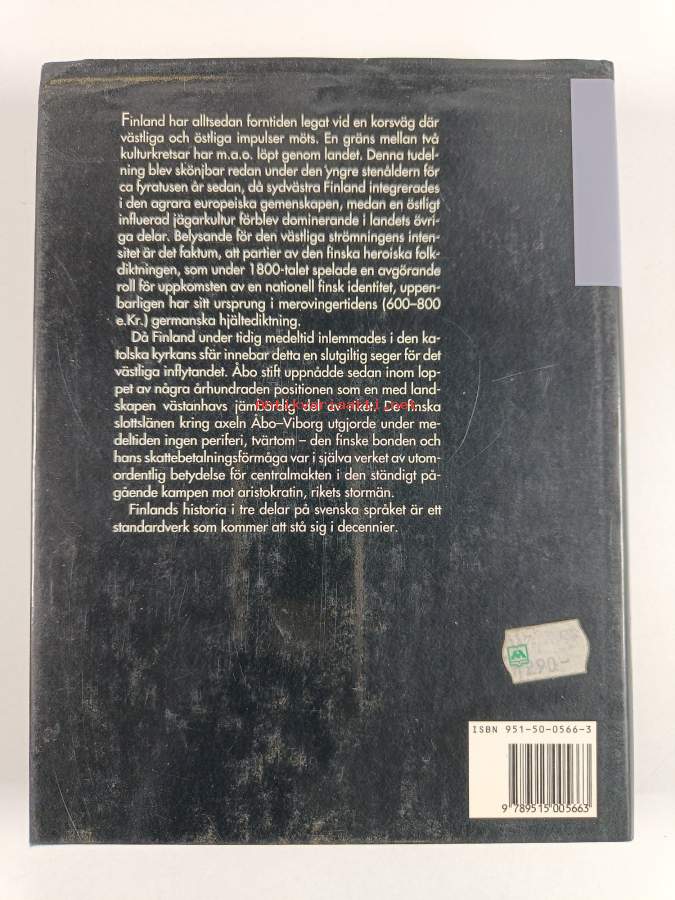 Finland har alltsedan forntiden legat vid en korsväg där
västliga och östliga impulser möts. En gräns mellan två
kulturkretsar har m.a.o. löpt genom landet. Denna tudel-
ning blev skönjbar redan under den yngre stenåldern för
ca fyratusen år sedan, då sydvästra Finland integrerades
i den agrara europeiska gemenskapen, medan en östligt
influerad jägarkultur förblev dominerande i landets övri-
ga delar. Belysande för den västliga strömningens inten-
sitet är det faktum, att partier av den finska heroiska folk-
diktningen, som under 1800-talet spelade en avgörande
roll för uppkomsten av en nationell finsk identitet, uppen-
barligen har sitt ursprung i merovingertidens (600–800
e.Kr.) germanska hjältediktning.
Då Finland under tidig medeltid inlemmades i den ka-
tolska kyrkans sfär innebar detta en slutgiltig seger för det
västliga inflytandet. Åbo stift uppnådde sedan inom lop-
pet av några århundraden positionen som en med land-
skapen västanhavs jämbördig del av riket. De finska
slottslänen kring axeln Åbo–Viborg utgjorde under me-
deltiden ingen periferi, tvärtom – den finske bonden och
hans skattebetalningsförmåga var i själva verket av utom-
ordentlig betydelse för centralmakten i den ständigt på-
gående kampen mot aristokratin, rikets stormän.
Finlands historia i tre delar på svenska språket är ett
standardverk som kommer att stå sig i decennier.
290-
ISBN 951-50-0566-3
9 789515 005663